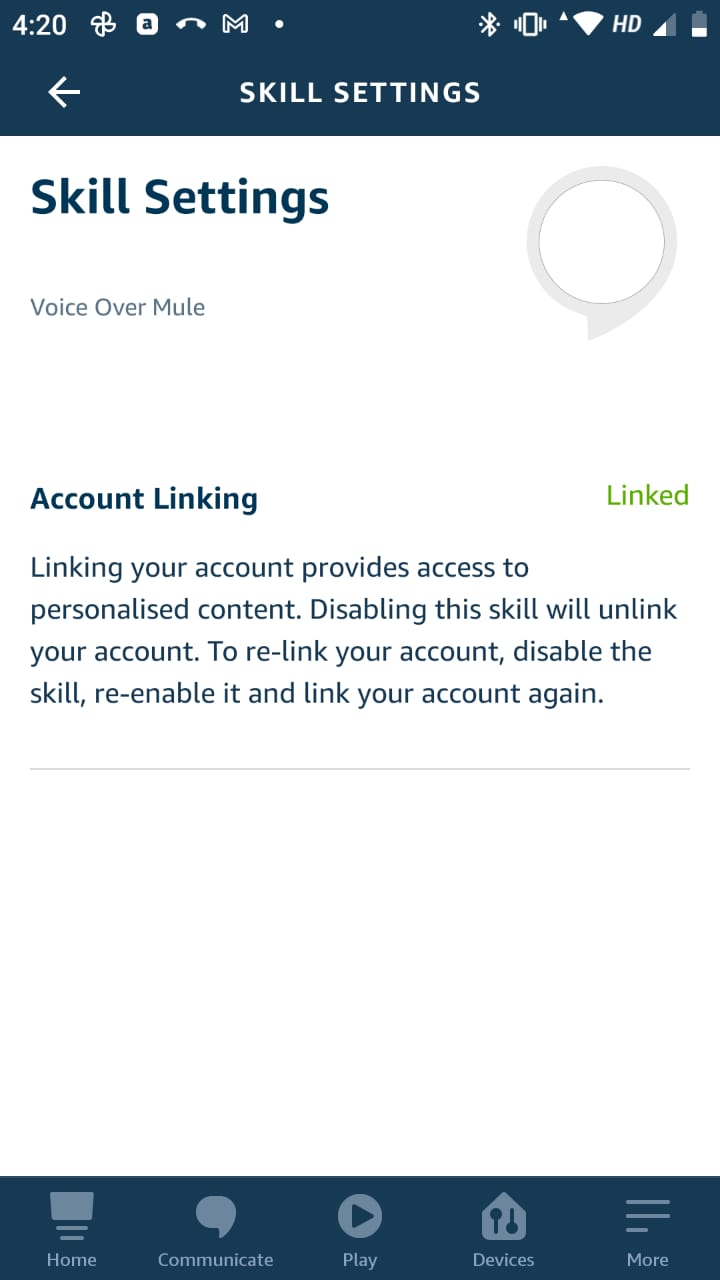 4:20 a HD
SKILL SETTINGS
Skill Settings
Voice Over Mule
Account Linking Linked
Linking your account provides access to
personalised content. Disabling this skill will unlink
your account. To re-link your account, disable the
skill, re-enable it and link your account again.
Home Communicate Play Devices More